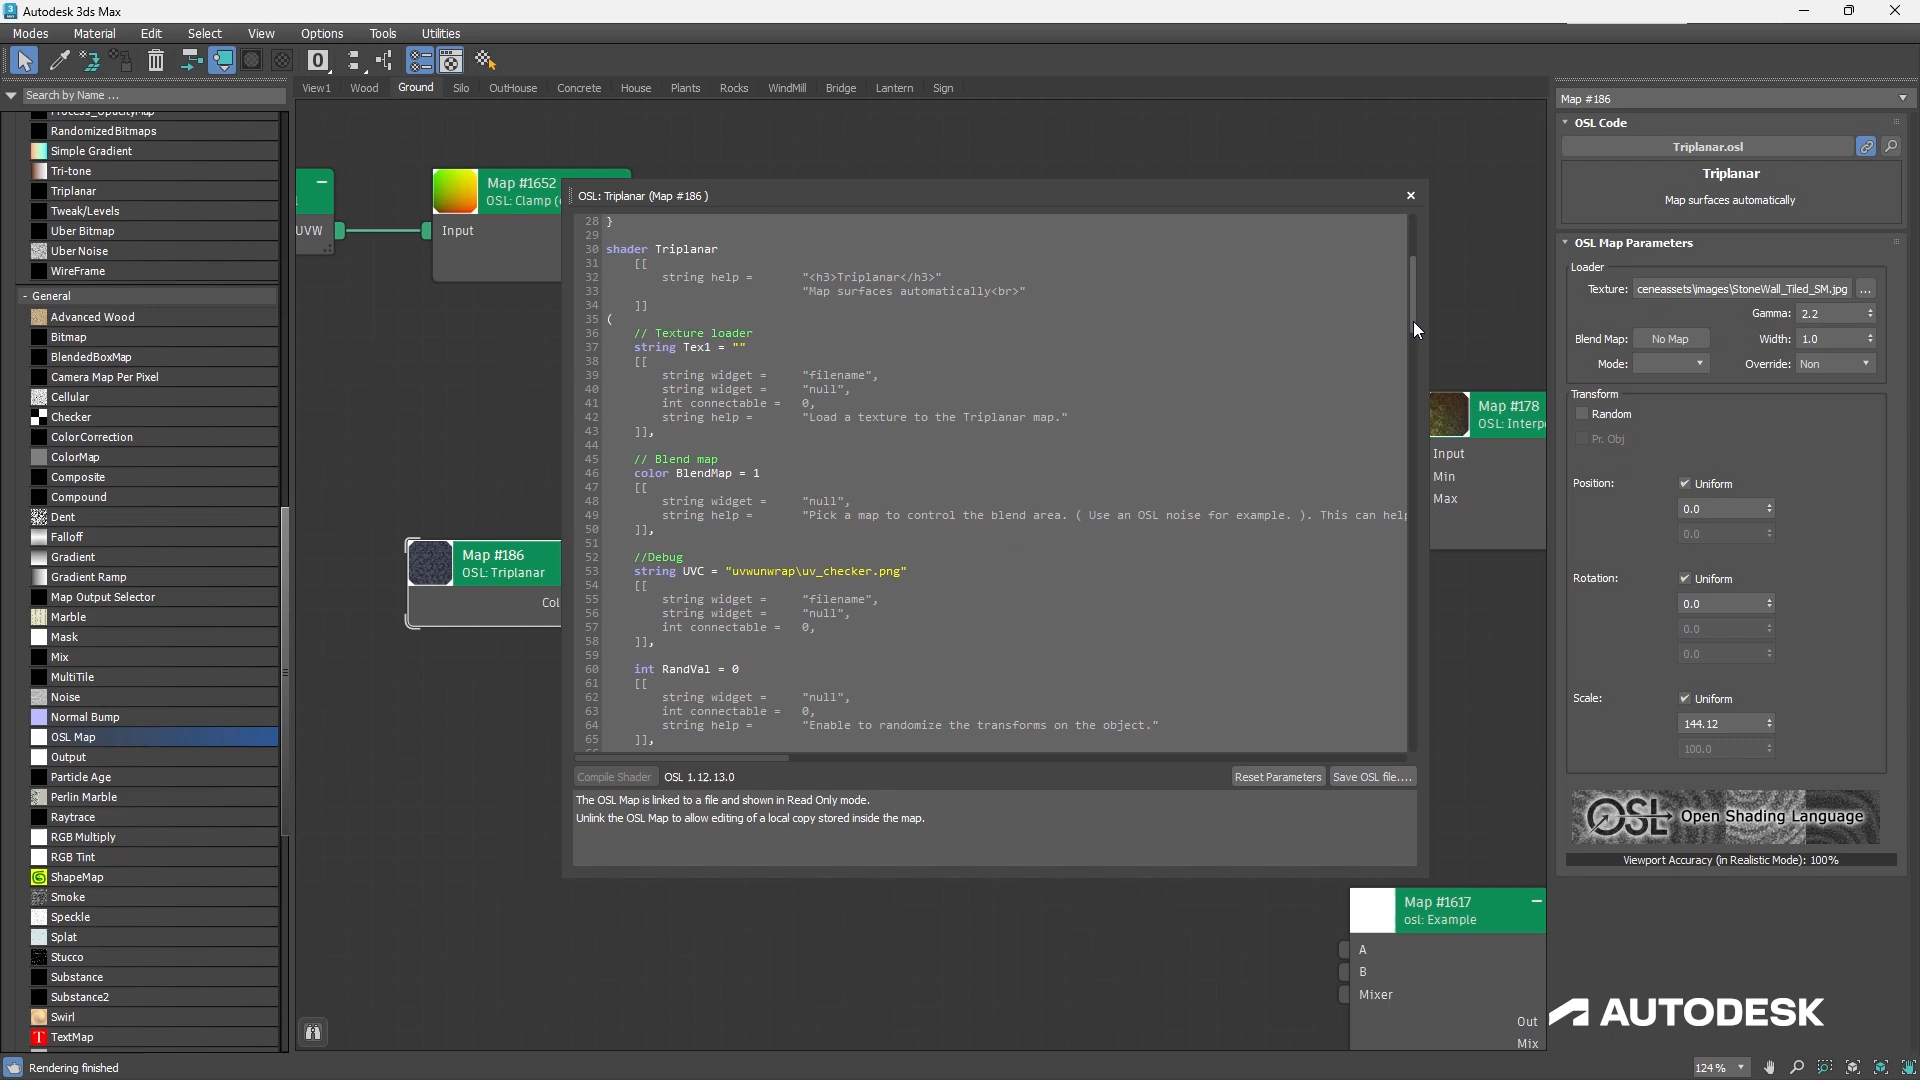 Autodesk 3ds Max
Modes Material Edit Select View Options Tools Utilities
0
Search by Name ...
View1 Wood Ground Silo OutHouse Concrete House Plants Rocks WindMill Bridge Lantern Sign
Process_OpacityMap
RandomizedBitmaps
Simple Gradient
Tri-tone
Triplanar
Tweak/Levels
Uber Bitmap
Uber Noise
WireFrame
- General
Advanced Wood
Bitmap
BlendedBoxMap
Camera Map Per Pixel
Cellular
Checker
ColorCorrection
ColorMap
Composite
Compound
Dent
Falloff
Gradient
Gradient Ramp
Map Output Selector
Marble
Mask
Mix
MultiTile
Noise
Normal Bump
OSL Map
Output
Particle Age
Perlin Marble
Raytrace
RGB Multiply
RGB Tint
ShapeMap
Smoke
Speckle
Splat
Stucco
Substance
Substance2
Swirl
T TextMap
Rendering finished
UVW
Map #1652
OSL: Clamp (
Input
Map #186
OSL: Triplanar
Col
OSL: Triplanar (Map #186 )
28 }
29
30 shader Triplanar
31 [[
32 string help = "<h3>Triplanar</h3>"
33 "Map surfaces automatically<br>"
34 ]]
35 (
36 // Texture loader
37 string Tex1 = ""
38 [[
39 string widget = "filename",
40 string widget = "null",
41 int connectable = 0,
42 string help = "Load a texture to the Triplanar map."
43 ]],
44
45 // Blend map
46 color BlendMap = 1
47 [[
48 string widget = "null",
49 string help = "Pick a map to control the blend area. ( Use an OSL noise for example. ). This can help
50 ]],
51
52 //Debug
53 string UVC = "uvwunwrap\uv_checker.png"
54 [[
55 string widget = "filename",
56 string widget = "null",
57 int connectable = 0,
58 ]],
59
60 int RandVal = 0
61 [[
62 string widget = "null",
63 int connectable = 0,
64 string help = "Enable to randomize the transforms on the object."
65 ]],
Compile Shader OSL 1.12.13.0 Reset Parameters Save OSL file....
The OSL Map is linked to a file and shown in Read Only mode.
Unlink the OSL Map to allow editing of a local copy stored inside the map.
Map #178
OSL: Interp
Input
Min
Max
Map #1617
osl: Example
A
B
Mixer
Out
Mix
Map #186
OSL Code
Triplanar.osl
Triplanar
Map surfaces automatically
OSL Map Parameters
Loader
Texture: ceneassets\images\StoneWall_Tiled_SM.jpg ...
Gamma: 2.2
Blend Map: No Map Width: 1.0
Mode: Override: Non
Transform
Random
Pr. Obj
Position: Uniform
0.0
0.0
Rotation: Uniform
0.0
0.0
0.0
Scale: Uniform
144.12
100.0
OSL Open Shading Language
Viewport Accuracy (in Realistic Mode): 100%
AUTODESK
124%